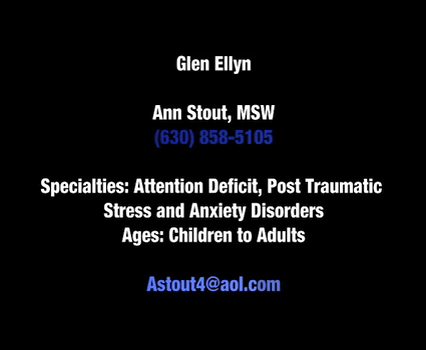 Glen Ellyn
Ann Stout, MSW
(630) 858-5105
Specialties: Attention Deficit, Post Traumatic
Stress and Anxiety Disorders
Ages: Children to Adults
Astout4@aol.com